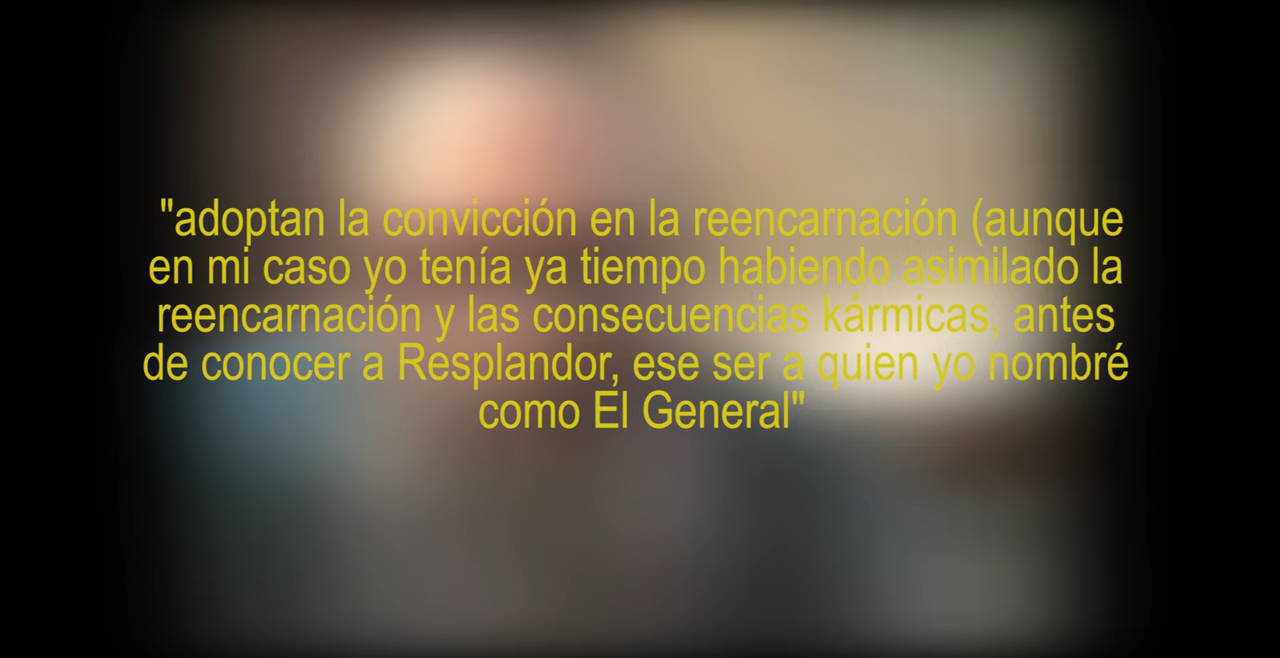 "adoptan la convicción en la reencarnación (aunque
en mi caso yo tenía ya tiempo habiendo asimilado la
reencarnación y las consecuencias kármicas, antes
de conocer a Resplandor, ese ser a quien yo nombré
como El General"